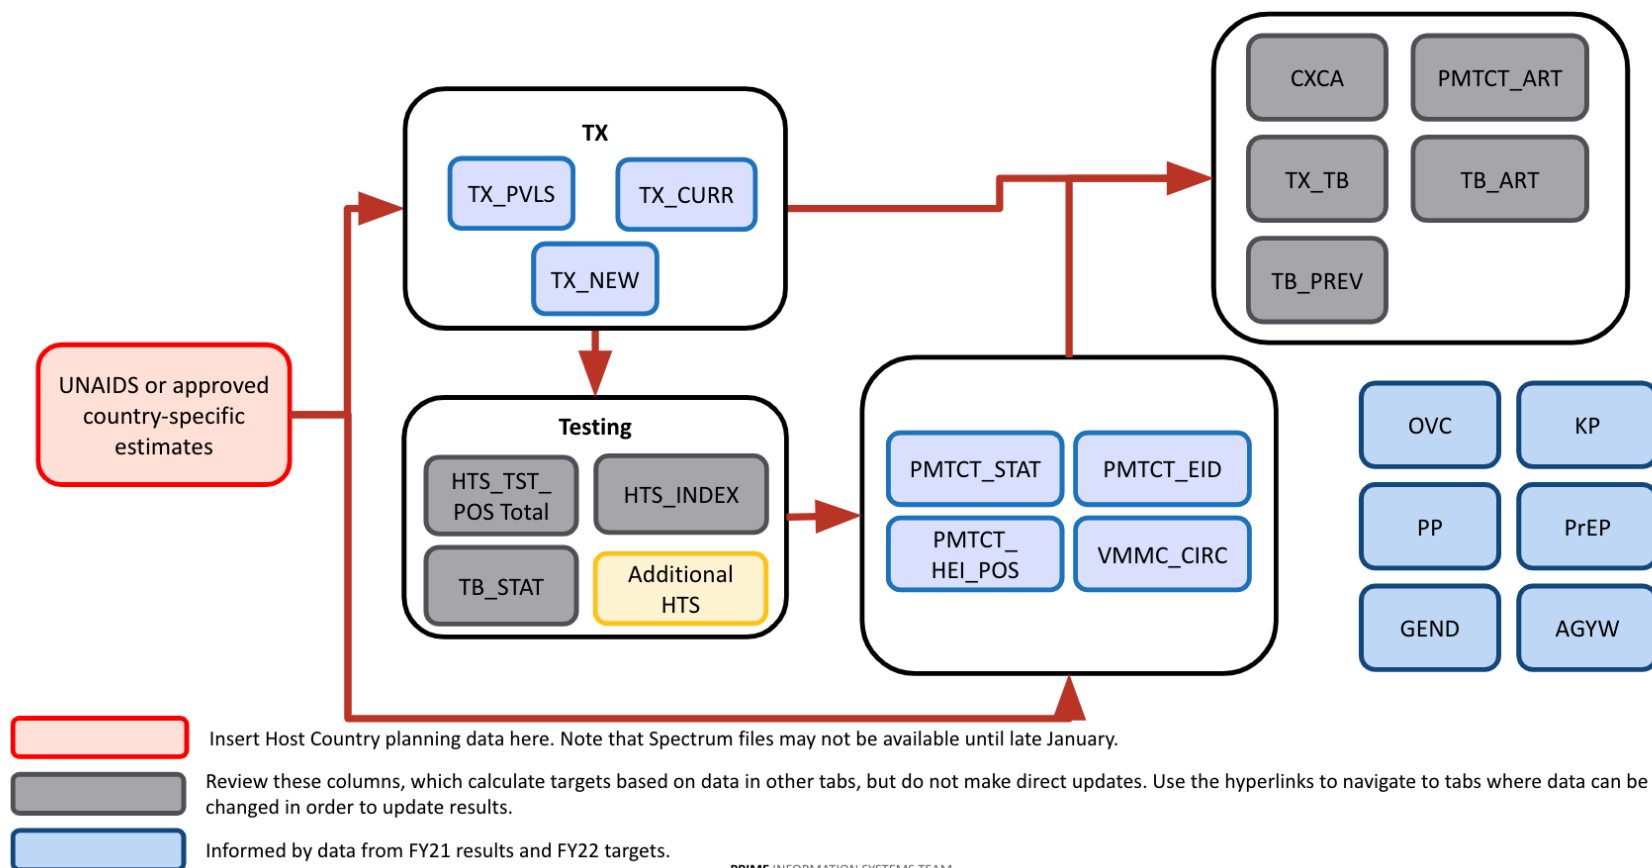 UNAIDS or approved
country-specific
estimates
TX
TX_PVLS
TX_CURR
TX_NEW
Testing
HTS_TST_
POS Total
HTS_INDEX
TB_STAT
Additional
HTS
PMTCT_STAT
PMTCT_EID
PMTCT_
HEI_POS
VMMC_CIRC
CXCA
PMTCT_ART
TX_TB
TB_ART
TB_PREV
OVC
KP
PP
PrEP
GEND
AGYW
Insert Host Country planning data here. Note that Spectrum files may not be available until late January.
Review these columns, which calculate targets based on data in other tabs, but do not make direct updates. Use the hyperlinks to navigate to tabs where data can be
changed in order to update results.
Informed by data from FY21 results and FY22 targets.
PRIME INFORMATION SYSTEMS TEAM